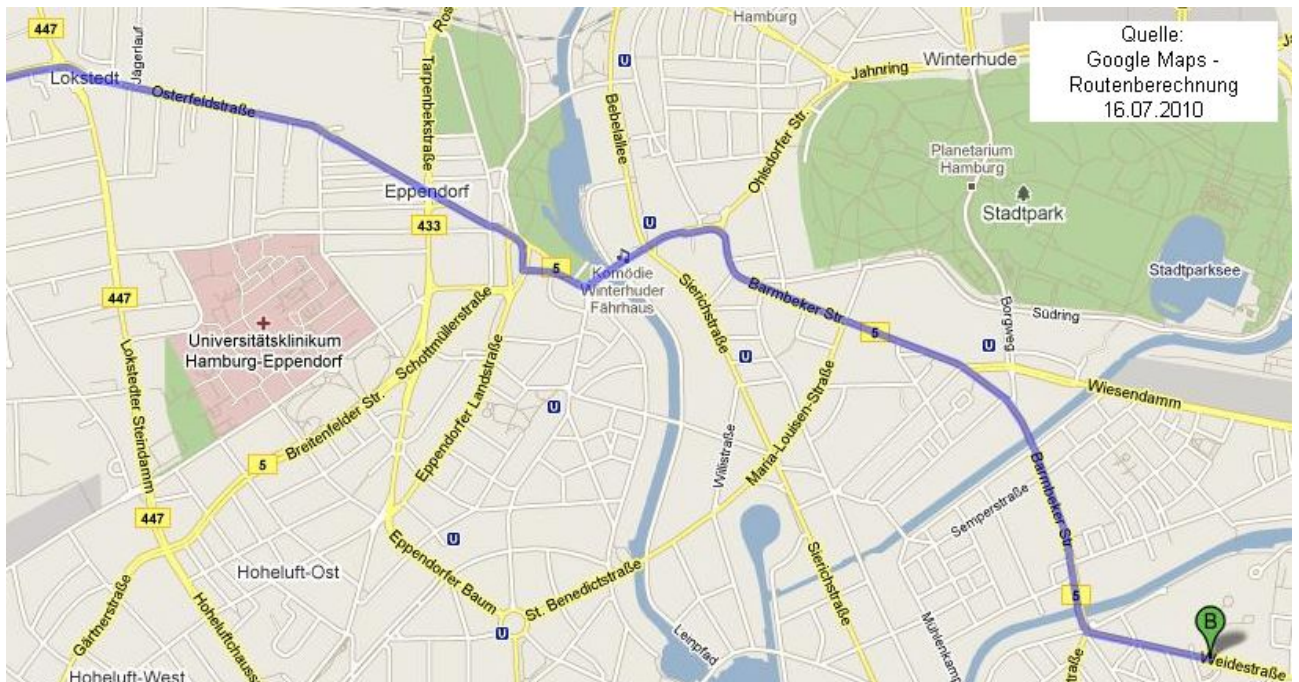 447
Lokstedt
Jägerlauf
Osterfeldstraße
Tarpenbekstraße
Ros
Hamburg
U
Bebelallee
Jahnring
Winterhude
Quelle:
Google Maps -
Routenberechnung
16.07.2010
Ohlsdorfer Str.
Planetarium
Hamburg
Stadtpark
Eppendorf
433
U
5
Komödie
Winterhuder
Fährhaus
Sierichstraße
Barmbeker Str.
5
Stadtparksee
Südring
Borgweg
U
U
447
Universitätsklinikum
Hamburg-Eppendorf
Schottmüllerstraße
Eppendorfer Landstraße
Lokstedter Steindamm
Breitenfelder Str.
5
U
Willistraße
Maria-Louisen-Straße
Wiesendamm
Barmbeker Str
Semperstraße
447
U
Eppendorfer Baum
Hoheluft-Ost
St. Benedictstraße
Sierichstraße
Gärtnerstraße
Hoheluftchauss
U
Leinpfad
Mühlenkamp
5
B
Weidestraße
straße
Hoheluft-West